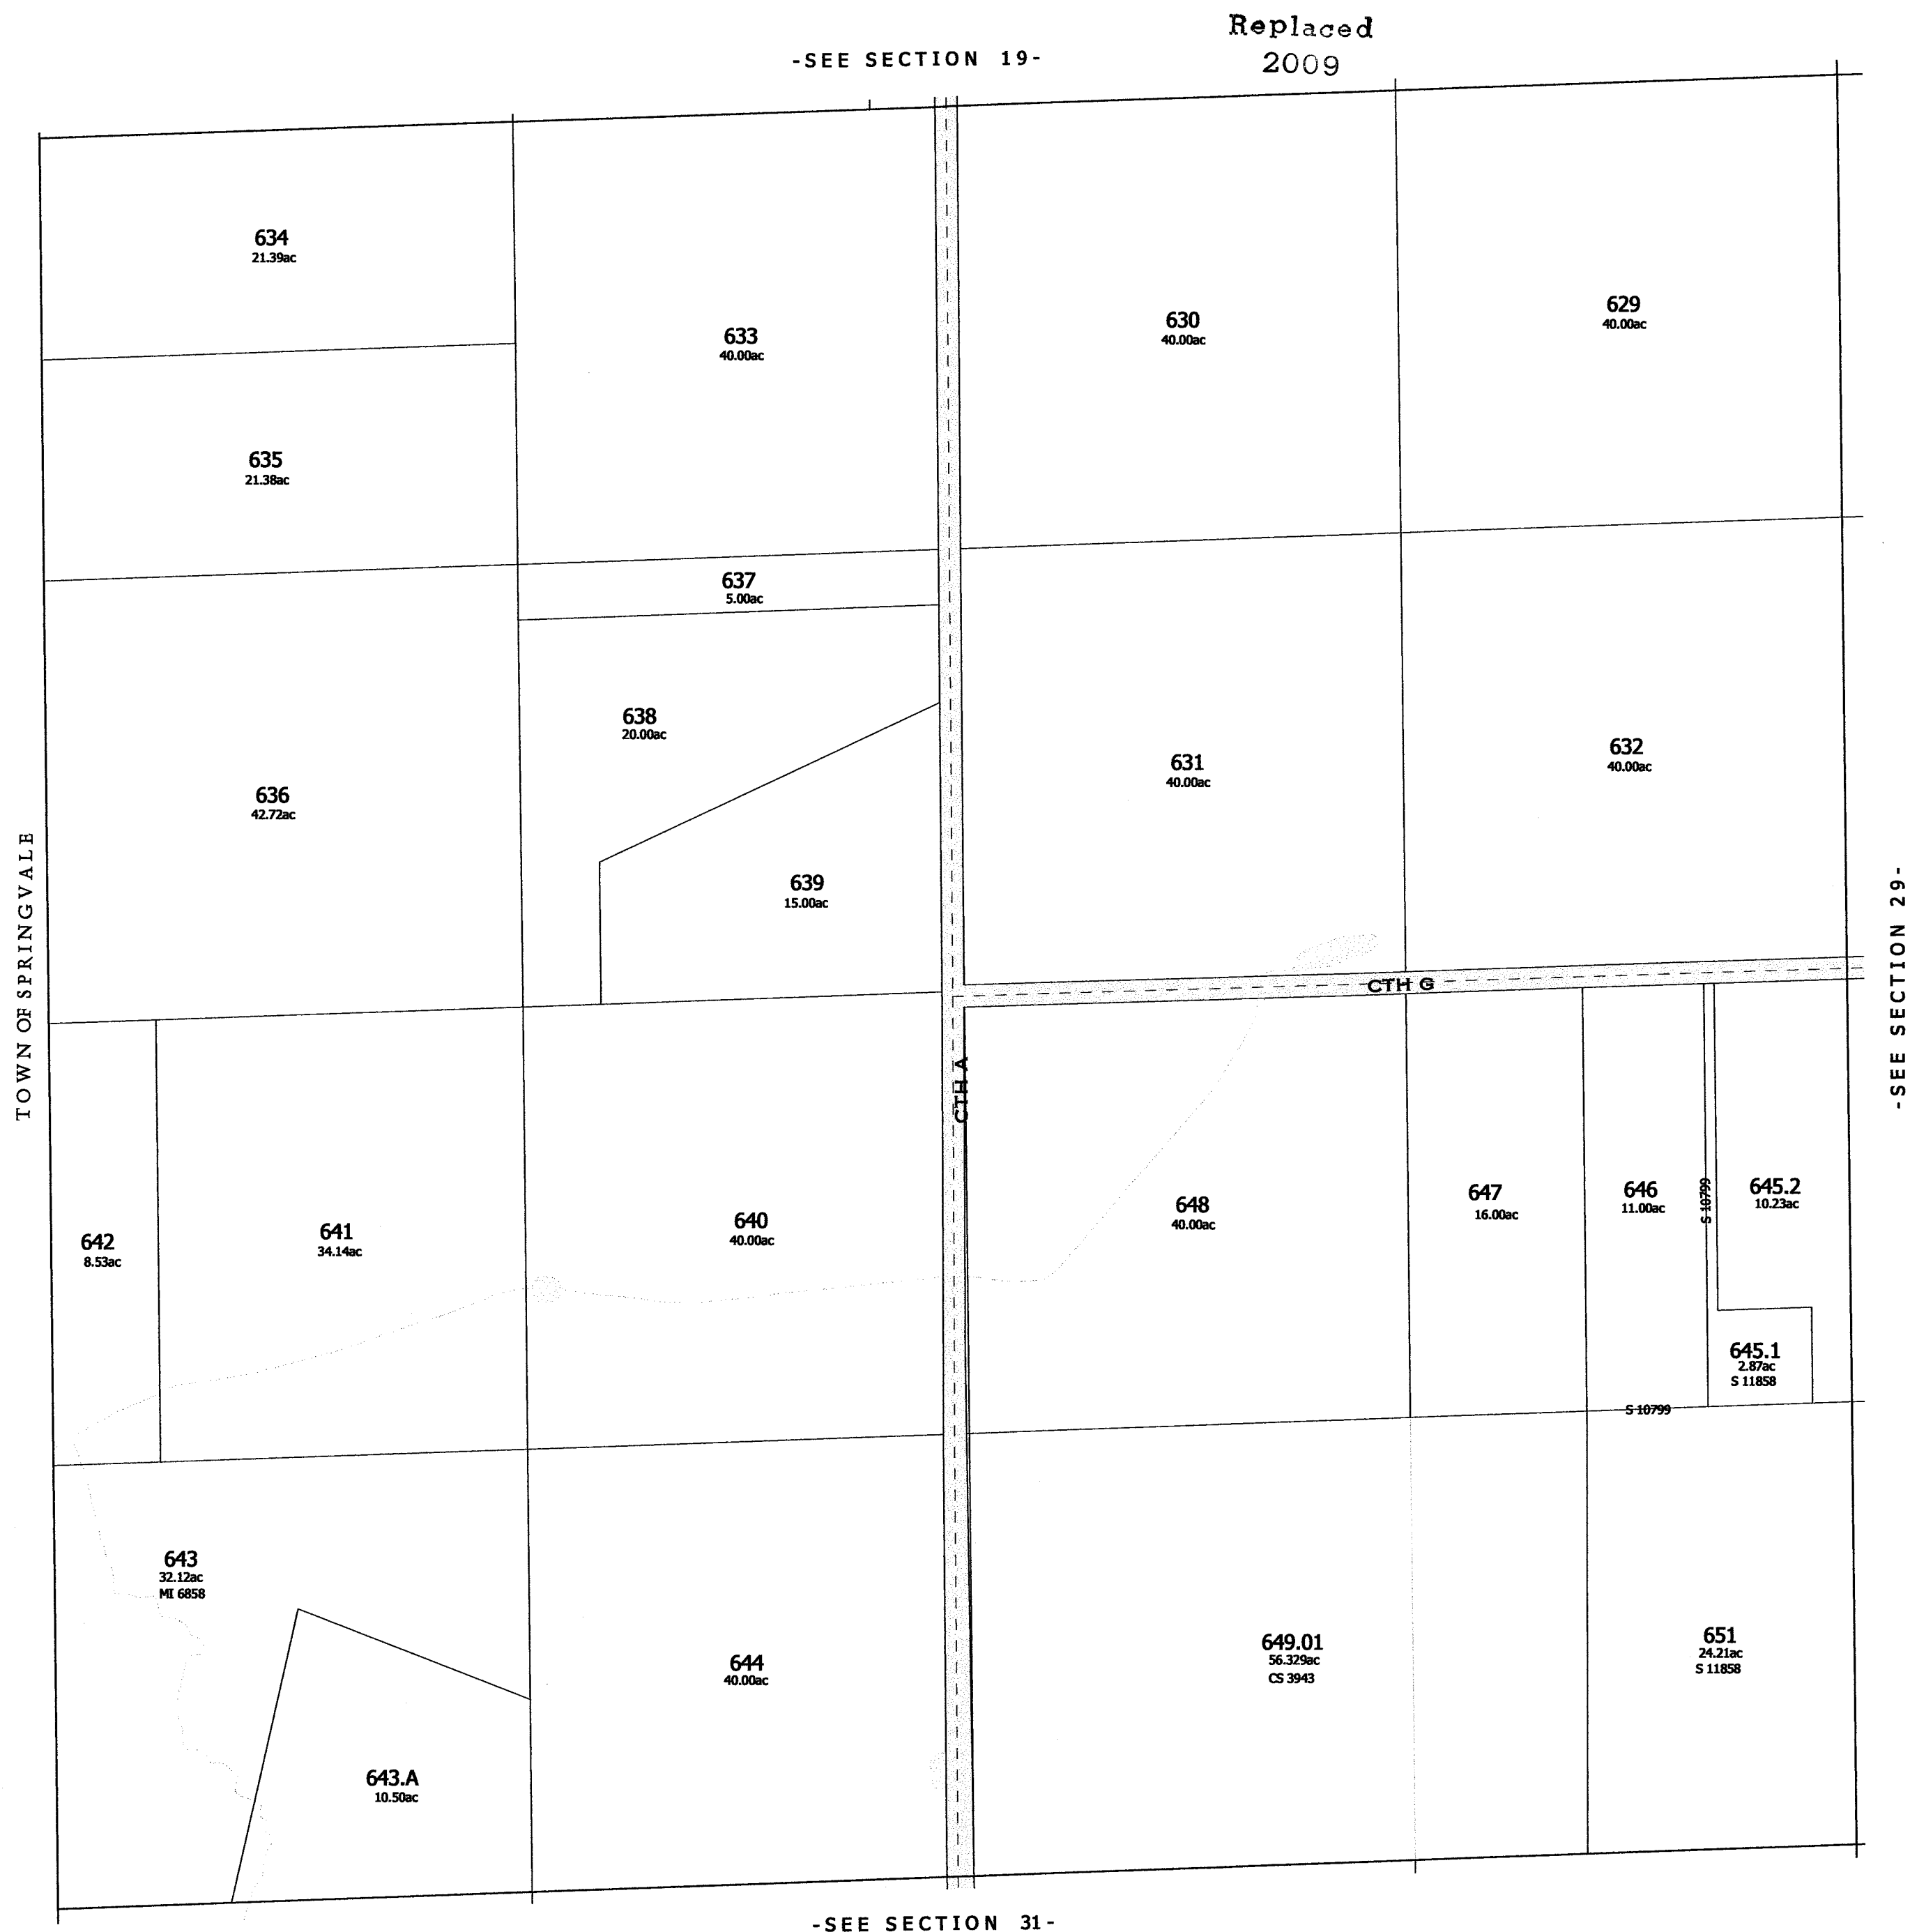 Replaced
2009
-SEE SECTION 19-
634
21.39ac
633
40.00ac
630
40.00ac
629
40.00ac
635
21.38ac
637
5.00ac
638
20.00ac
636
42.72ac
639
15.00ac
631
40.00ac
632
40.00ac
TOWN OF SPRINGVALE
-SEE SECTION 29-
CTH G
CTH A
642
8.53ac
641
34.14ac
640
40.00ac
648
40.00ac
647
16.00ac
646
11.00ac
S 10799
645.2
10.23ac
645.1
2.87ac
S 11858
S 10799
643
32.12ac
MI 6858
643.A
10.50ac
644
40.00ac
649.01
56.329ac
CS 3943
651
24.21ac
S 11858
-SEE SECTION 31-